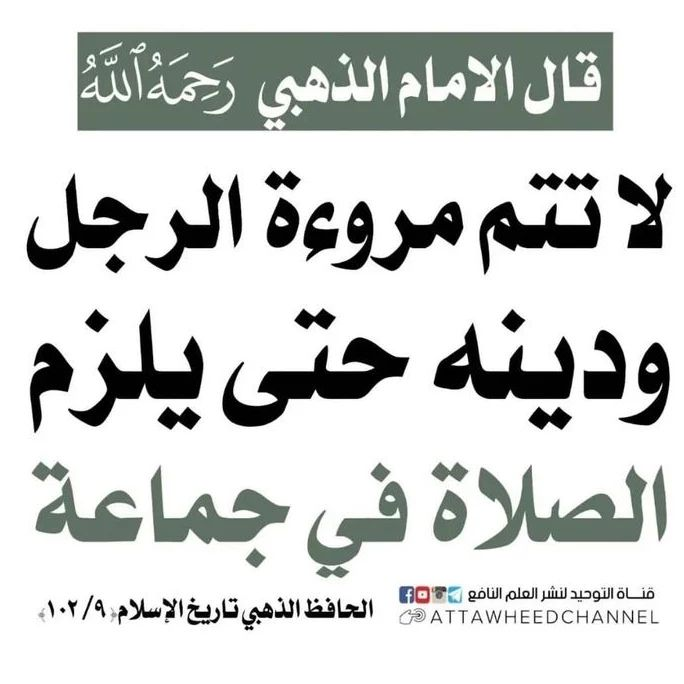 قال الامام الذهبي رَحِمَهُ ٱللَّهُ
لا تتم مروءة الرجل
ودينه حتى يلزم
الصلاة في جماعة
قناة التوحيد لنشر العلم النافع
ATTAWHEEDCHANNEL
الحافظ الذهبي تاريخ الإسلام﴿١٠٢/٩﴾